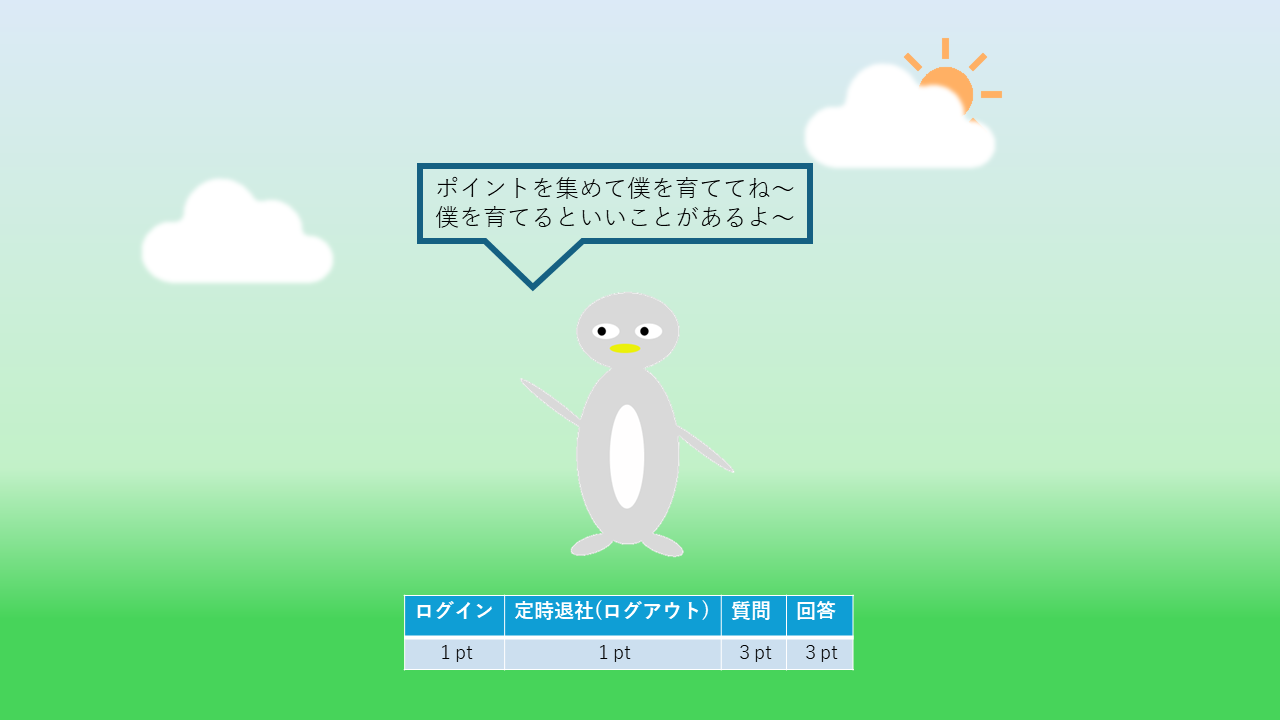 ポイントを集めて僕を育ててね～
僕を育てるといいことがあるよ～
ログイン 定時退社(ログアウト) 質問 回答
1 pt 1 pt 3 pt 3 pt